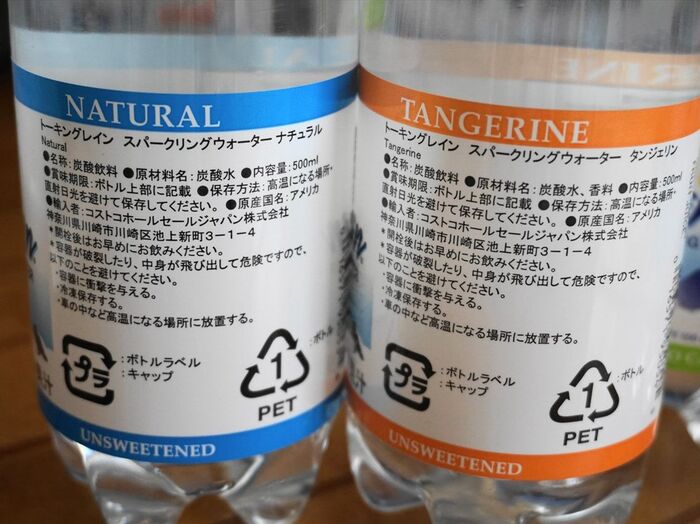 NATURAL
トーキングレイン スパークリングウォーター ナチュラル
Natural
●名称:炭酸飲料 ●原材料名:炭酸水 ●内容量:500ml
●賞味期限:ボトル上部に記載 ●保存方法:高温になる場所・
直射日光を避けて保存してください。 ●原産国名:アメリカ
●輸入者:コストコホールセールジャパン株式会社
神奈川県川崎市川崎区池上新町3-1-4
*開栓後はお早めにお飲みください。
*容器が破裂したり、中身が飛び出して危険ですので、
以下のことを避けてください。
・容器に衝撃を与える。
・冷凍保存する。
・車の中など高温になる場所に放置する。
プラ
:ボトルラベル
:キャップ
1
PET
:ボトル
UNSWEETENED
TANGERINE
トーキングレイン スパークリングウォーター タンジェリン
Tangerine
●名称:炭酸飲料 ●原材料名:炭酸水、香料 ●内容量:500ml
●賞味期限:ボトル上部に記載 ●保存方法:高温になる場所・
直射日光を避けて保存してください。 ●原産国名:アメリカ
●輸入者:コストコホールセールジャパン株式会社
神奈川県川崎市川崎区池上新町3-1-4
*開栓後はお早めにお飲みください。
*容器が破裂したり、中身が飛び出して危険ですので、
以下のことを避けてください。
・容器に衝撃を与える。
・冷凍保存する。
・車の中など高温になる場所に放置する。
プラ
:ボトルラベル
:キャップ
1
PET
:ボトル
UNSWEETENED